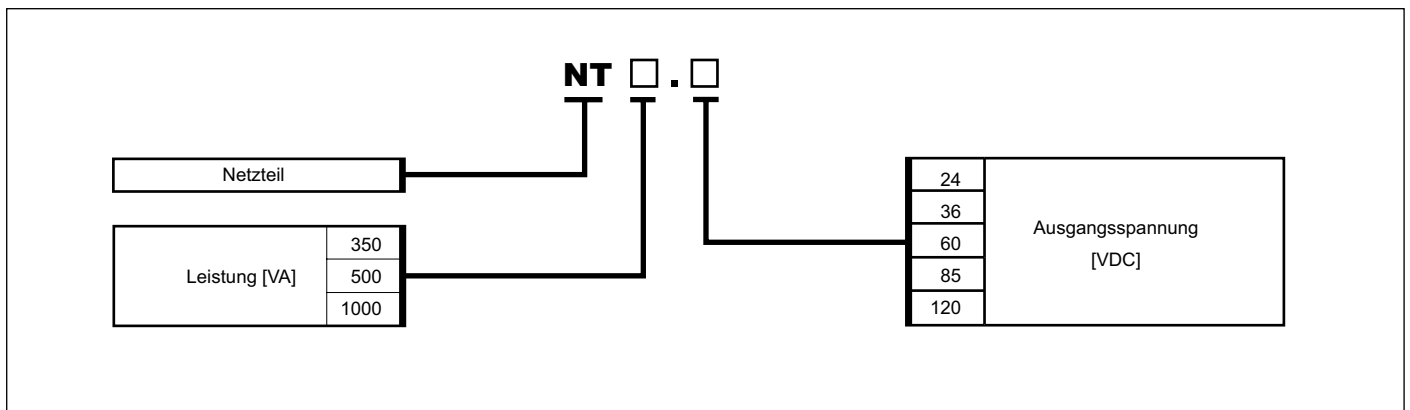 NT □ . □
Netzteil
Leistung [VA]
350
500
1000
24
36
60
85
120
Ausgangsspannung
[VDC]